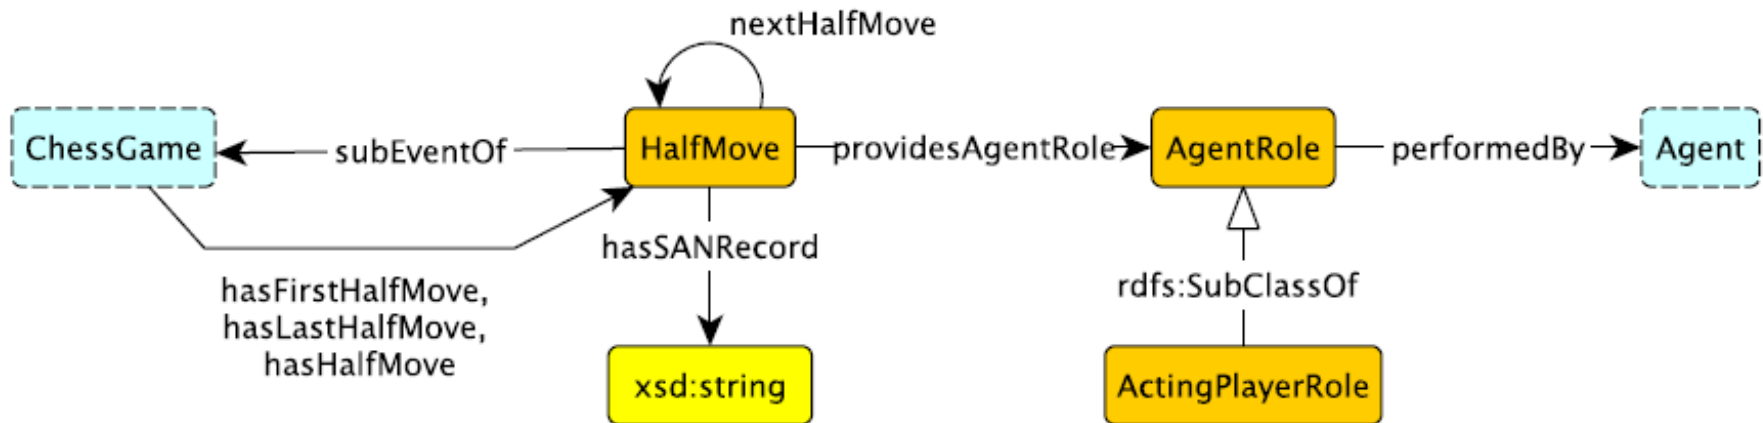 nextHalfMove
ChessGame
subEventOf
HalfMove
providesAgentRole
AgentRole
performedBy
Agent
hasSANRecord
rdfs:SubClassOf
hasFirstHalfMove,
hasLastHalfMove,
hasHalfMove
xsd:string
ActingPlayerRole